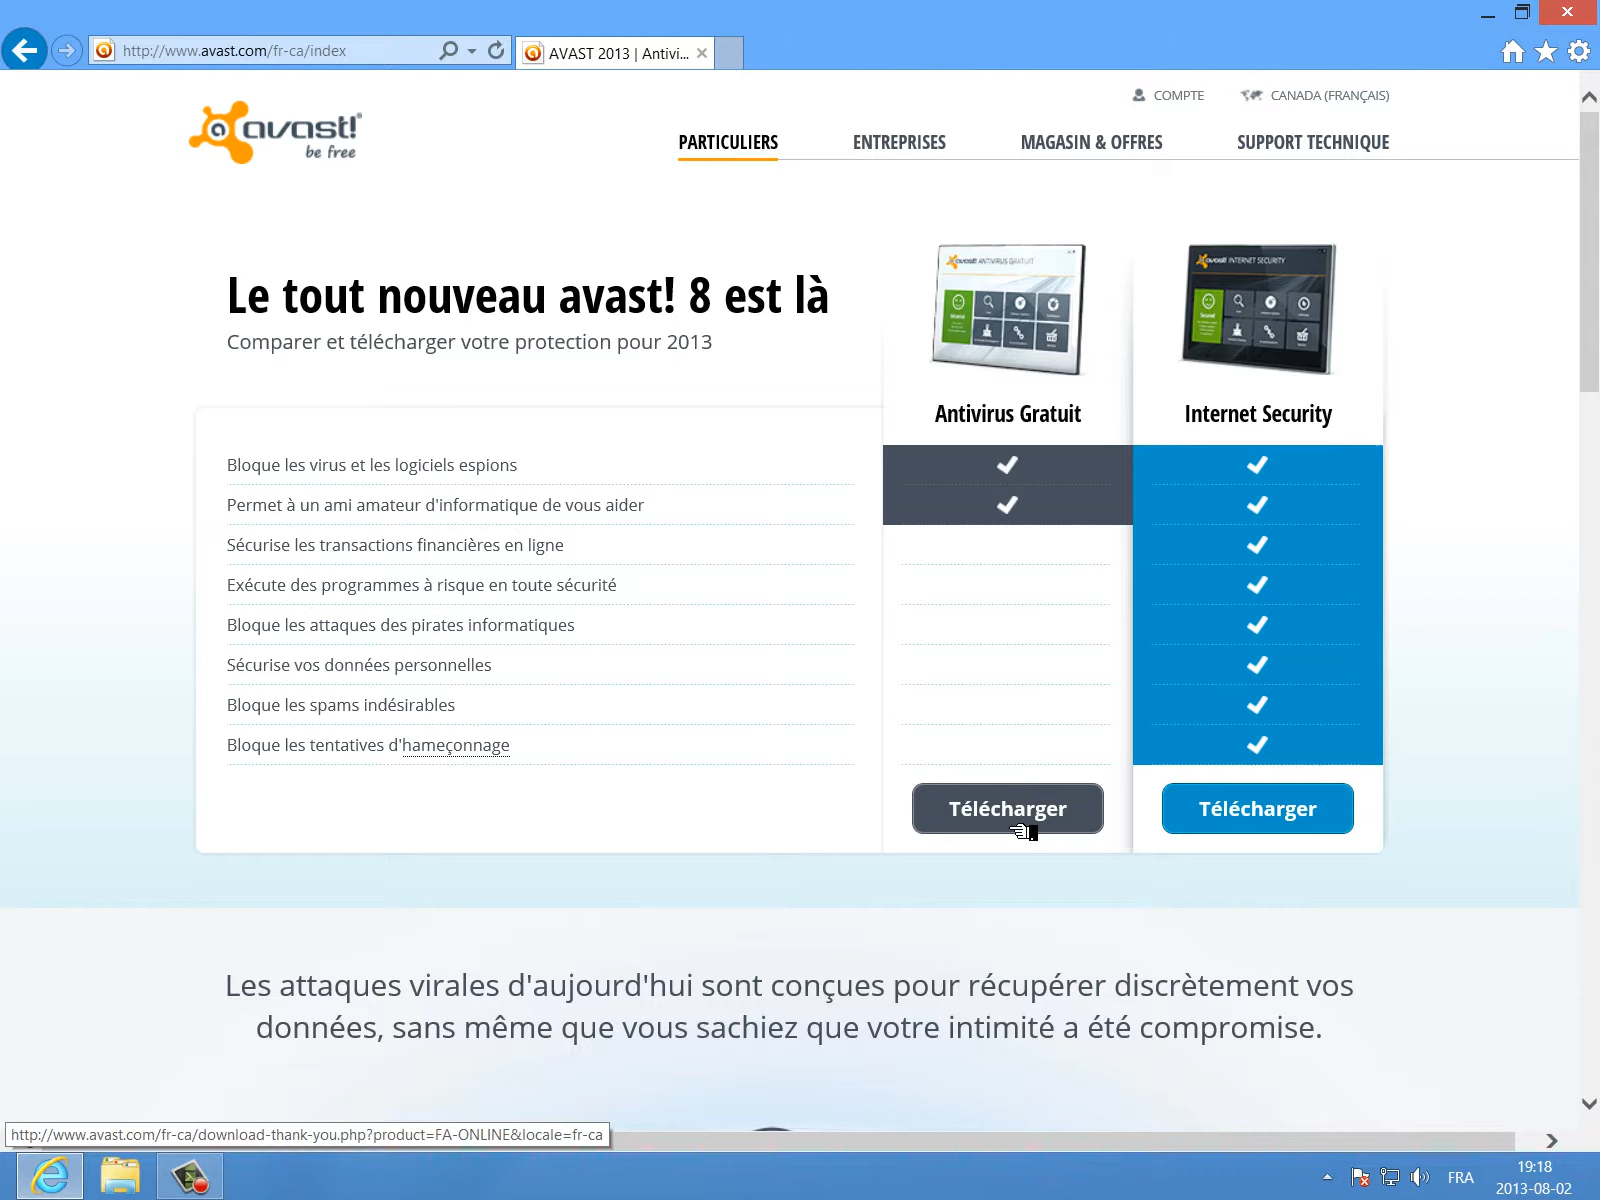 http://www.avast.com/fr-ca/index
AVAST 2013 | Antivi...
COMPTE
CANADA (FRANÇAIS)
avast!
be free
PARTICULIERS
ENTREPRISES
MAGASIN & OFFRES
SUPPORT TECHNIQUE
avast! ANTIVIRUS GRATUIT
avast! INTERNET SECURITY
Le tout nouveau avast! 8 est là
Comparer et télécharger votre protection pour 2013
Antivirus Gratuit
Internet Security
Bloque les virus et les logiciels espions
Permet à un ami amateur d'informatique de vous aider
Sécurise les transactions financières en ligne
Exécute des programmes à risque en toute sécurité
Bloque les attaques des pirates informatiques
Sécurise vos données personnelles
Bloque les spams indésirables
Bloque les tentatives d'hameçonnage
Télécharger
Télécharger
Les attaques virales d'aujourd'hui sont conçues pour récupérer discrètement vos
données, sans même que vous sachiez que votre intimité a été compromise.
http://www.avast.com/fr-ca/download-thank-you.php?product=FA-ONLINE&locale=fr-ca
FRA
19:18
2013-08-02